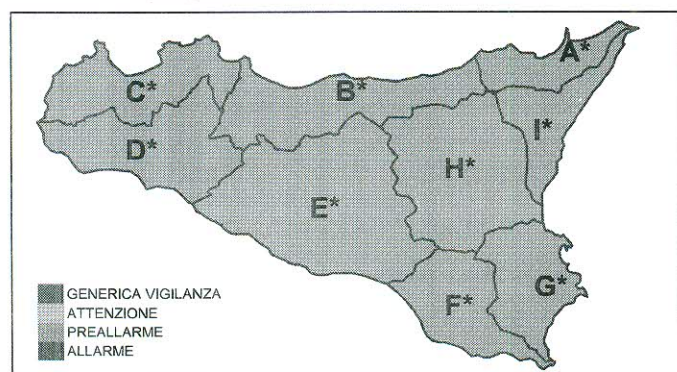 A*
C*
B*
I*
D*
H*
E*
G*
F*
GENERICA VIGILANZA
ATTENZIONE
PREALLARME
ALLARME